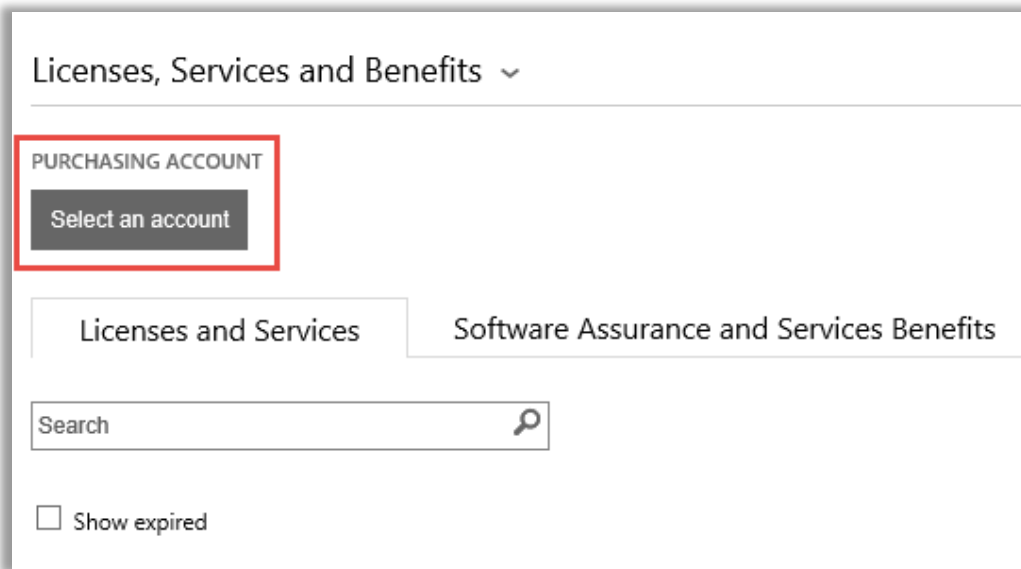 Licenses, Services and Benefits
PURCHASING ACCOUNT
Select an account
Licenses and Services
Software Assurance and Services Benefits
Search
Show expired